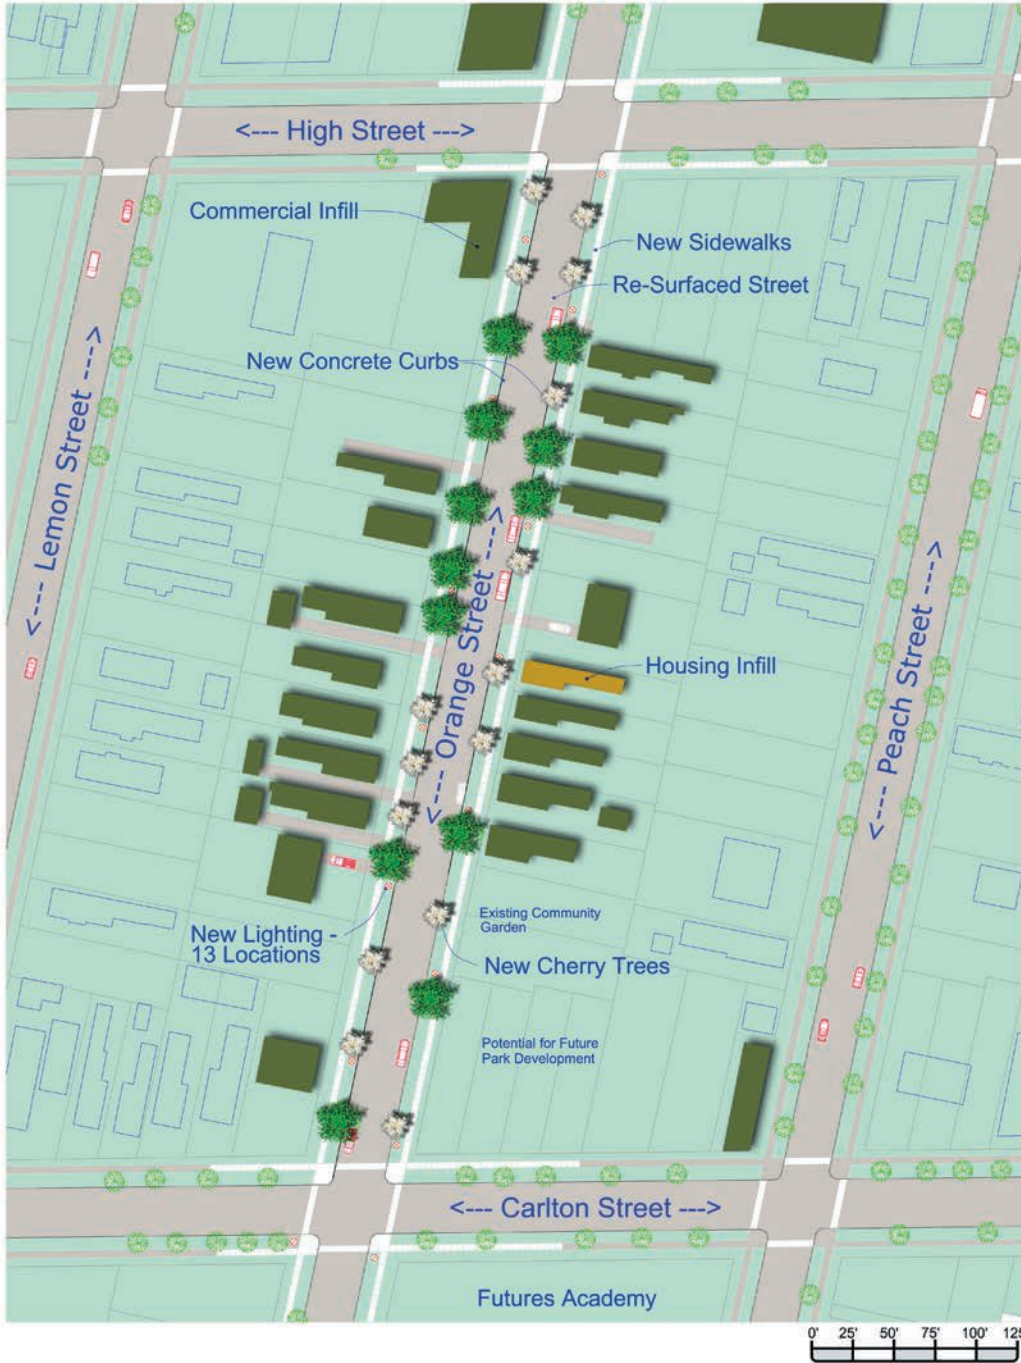 <--- High Street --->
Commercial Infill
New Sidewalks
Re-Surfaced Street
New Concrete Curbs
<---- Lemon Street ---->
<---- Orange Street ---->
Housing Infill
<---- Peach Street ---->
Existing Community
Garden
New Lighting -
13 Locations
New Cherry Trees
Potential for Future
Park Development
<--- Carlton Street --->
Futures Academy
0' 25' 50' 75' 100'